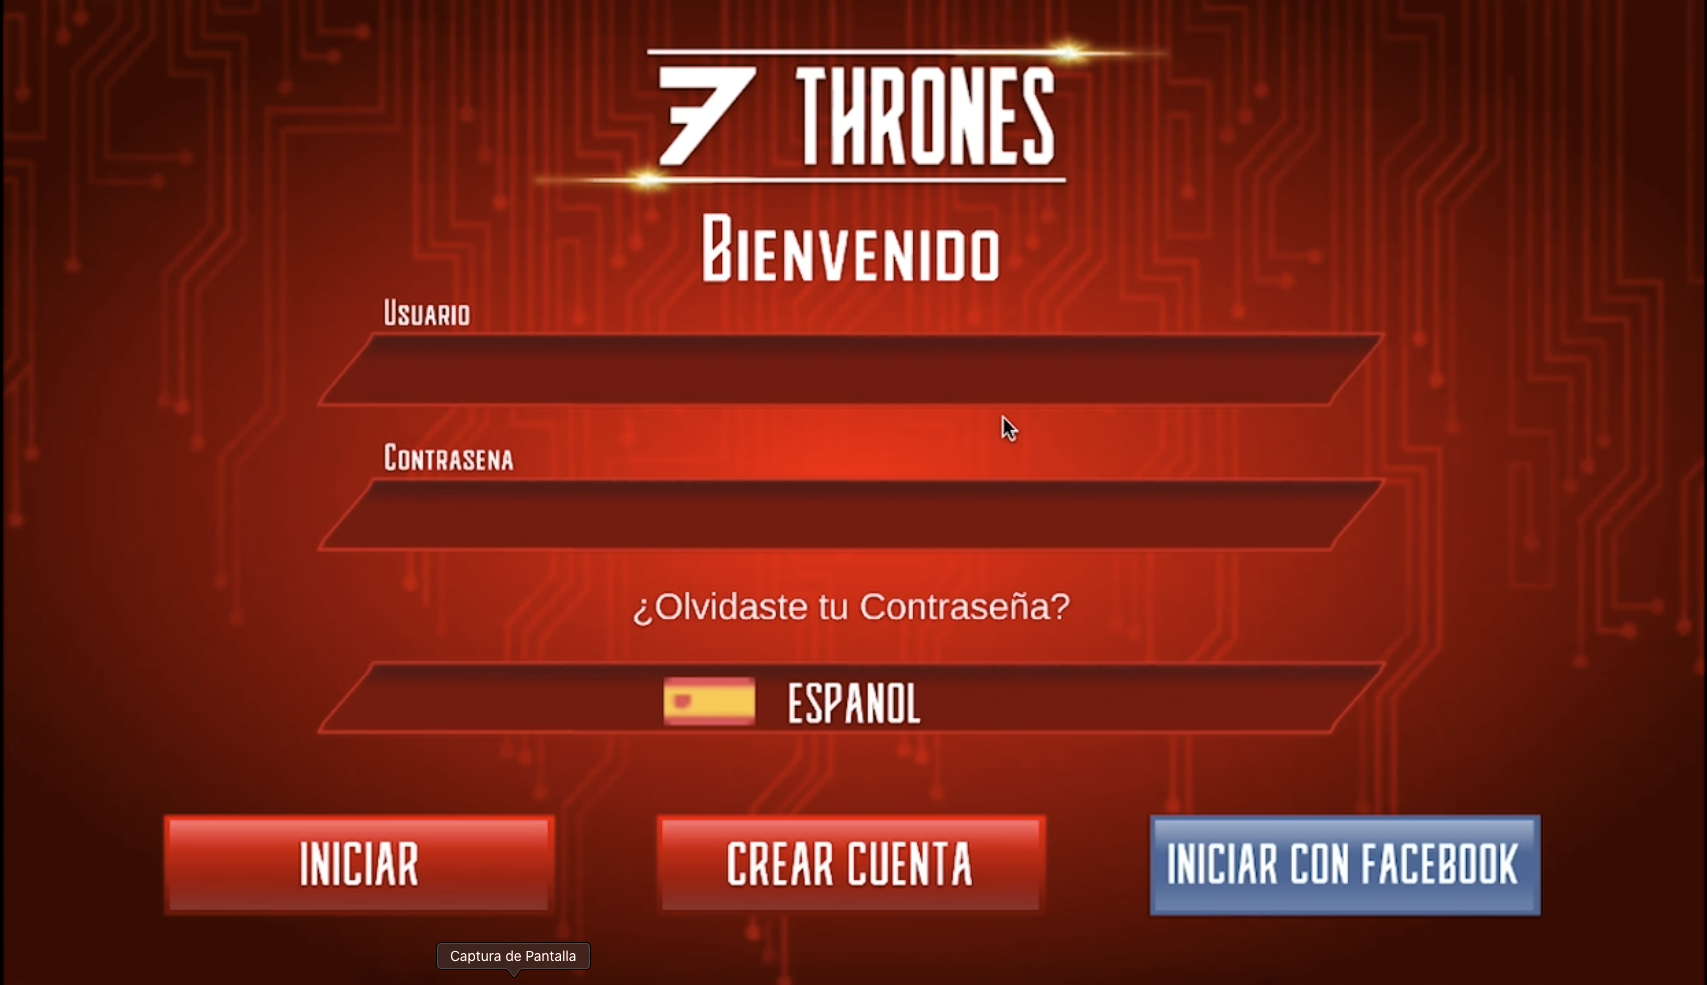 7 THRONES
BIENVENIDO
USUARIO
CONTRASENA
¿Olvidaste tu Contraseña?
ESPANOL
INICIAR
CREAR CUENTA
INICIAR CON FACEBOOK
Captura de Pantalla